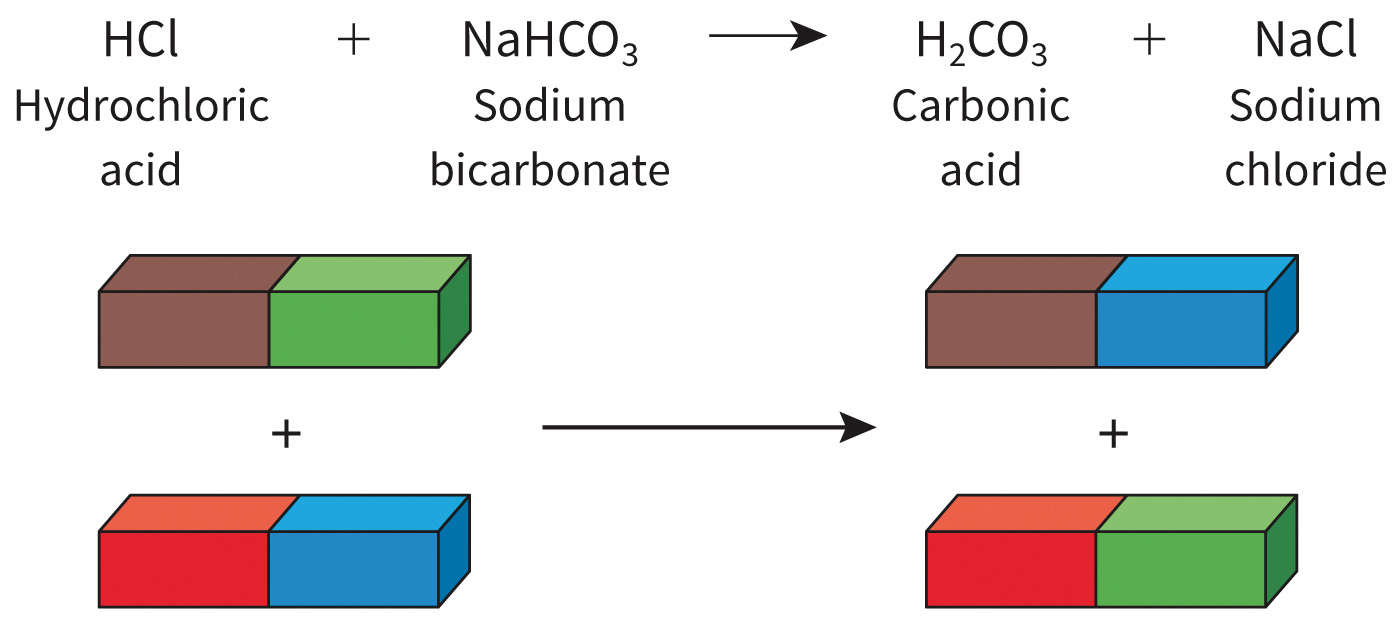 HCl + NaHCO₃ ⟶ H₂CO₃ + NaCl
Hydrochloric Sodium Carbonic Sodium
acid bicarbonate acid chloride
+ +